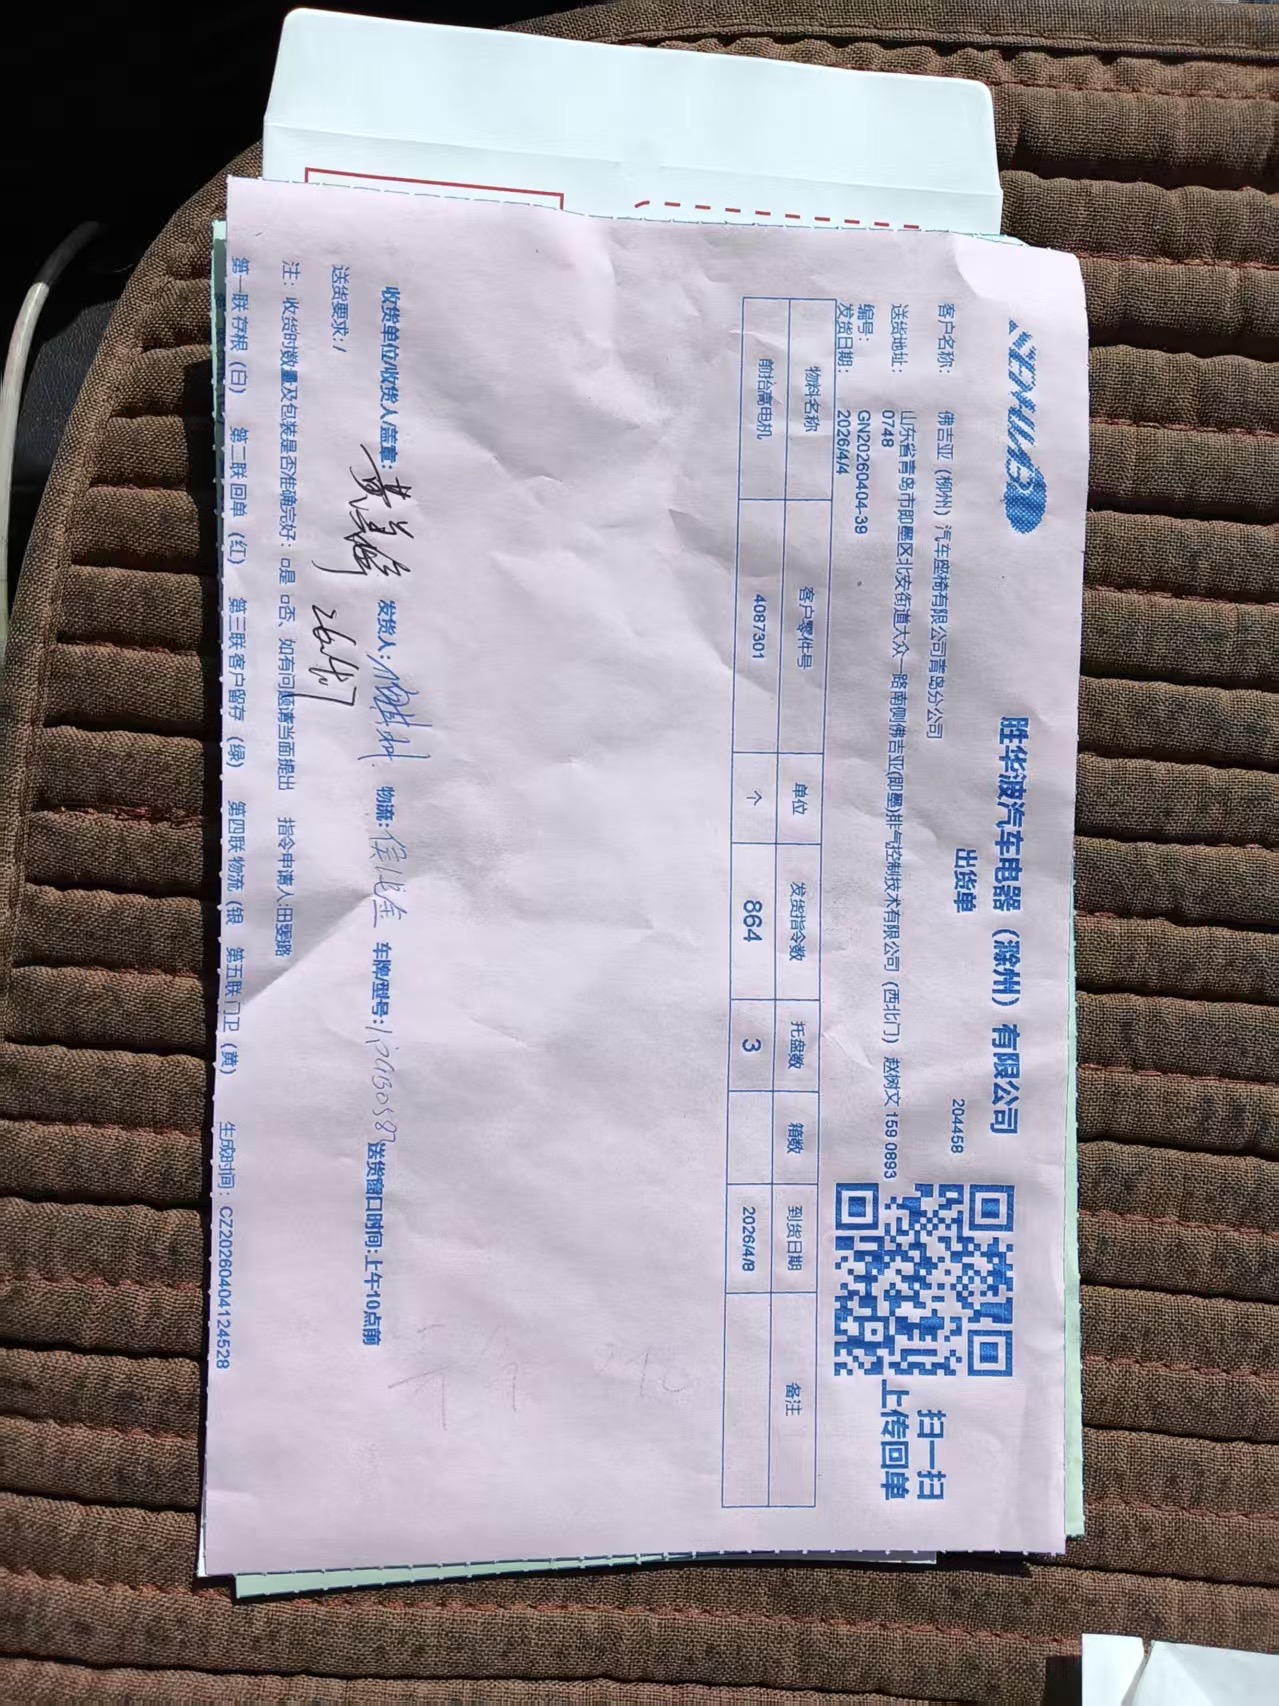 SENHUABO
胜华波汽车电器（滁州）有限公司
出货单
204458
扫一扫
上传回单
客户名称： 佛吉亚（柳州）汽车座椅有限公司青岛分公司
送货地址： 山东省青岛市即墨区北安街道大众一路南侧佛吉亚(即墨)排气控制技术有限公司（西北门） 赵树文 159 0893
0748
编号： GN20260404-39
发货日期： 2026/4/4
物料名称 客户零件号 单位 发货指令数 托盘数 箱数 到货日期 备注
前抬高电机 4087301 个 864 3 2026/4/8
收货单位/收货人/盖章： 发货人： 物流： 车牌/型号： 送货窗口时间:上午10点前
送货要求: /
注：收货时数量及包装是否准确完好：□是 □否、如有问题请当面提出 指令申请人:田雯璐
第一联 存根（白） 第二联 回单（红） 第三联 客户留存（绿） 第四联 物流（银 第五联 门卫（黄） 生成时间：CZ20260404124528